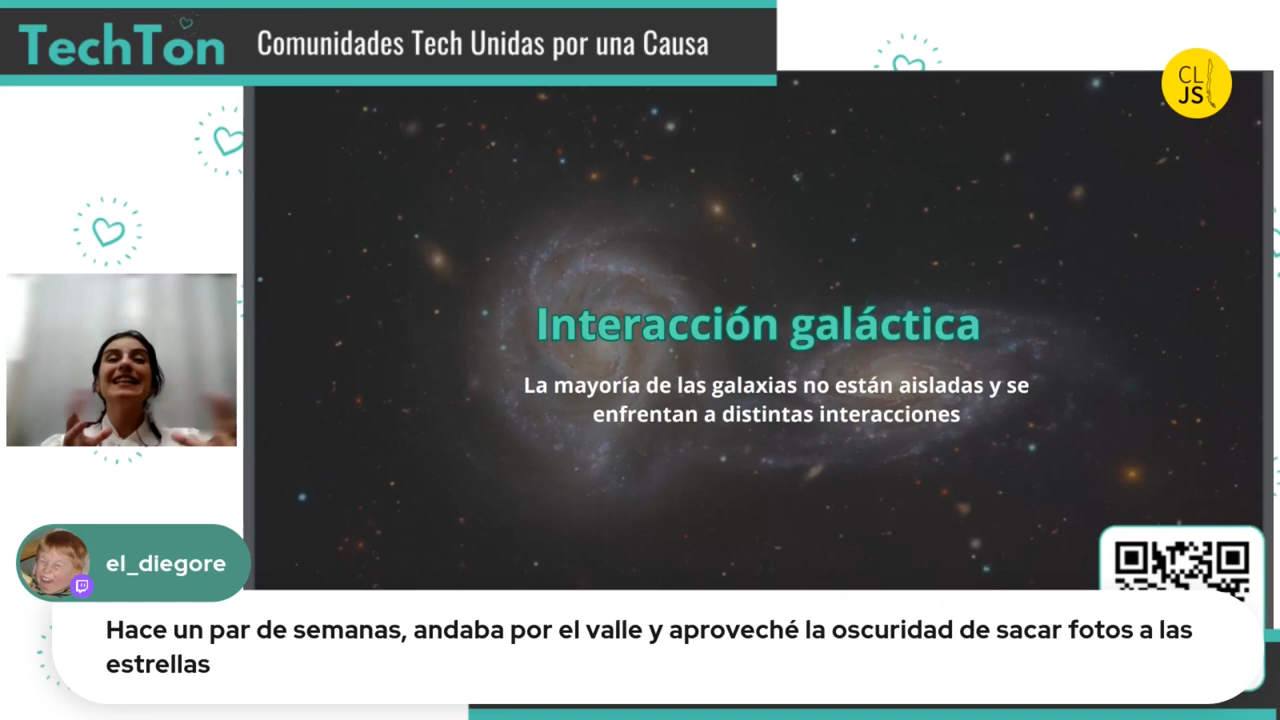 TechTon
Comunidades Tech Unidas por una Causa
CL
JS
Interacción galáctica
La mayoría de las galaxias no están aisladas y se
enfrentan a distintas interacciones
el_diegore
Hace un par de semanas, andaba por el valle y aproveché la oscuridad de sacar fotos a las
estrellas